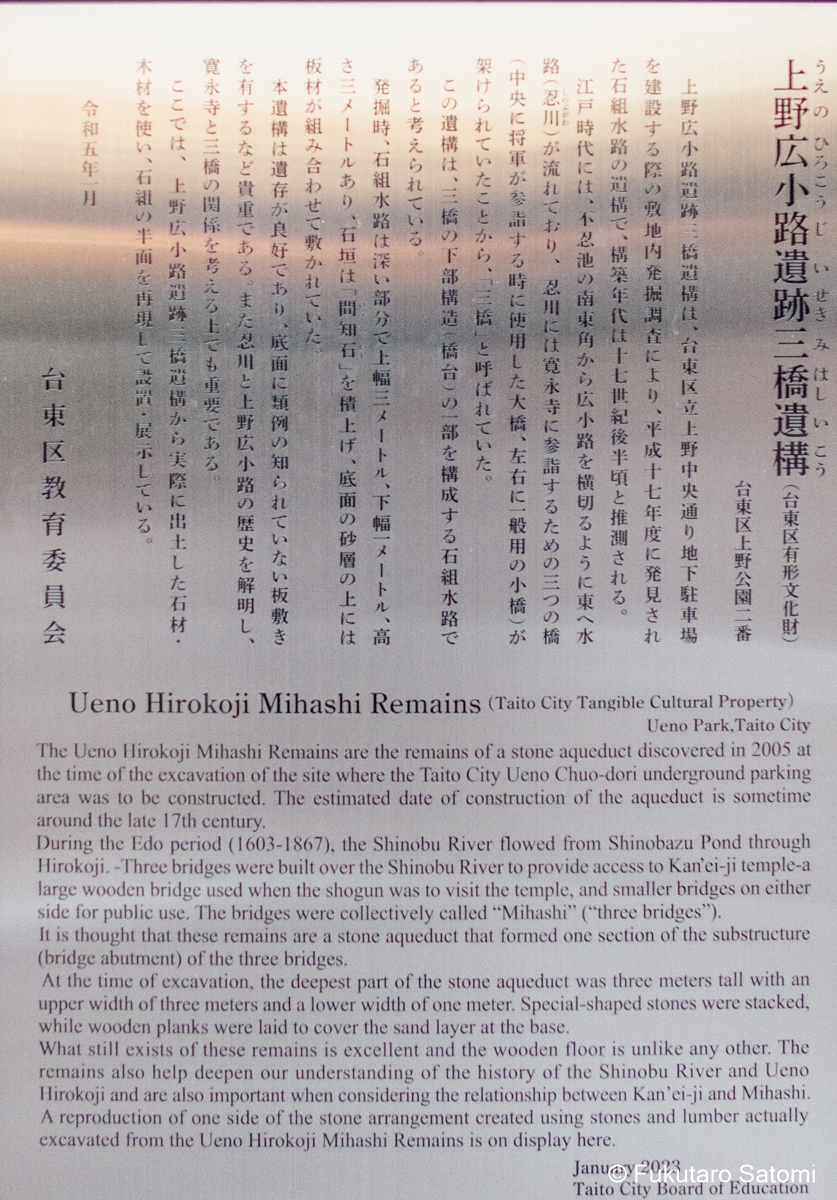 うえの ひろこうじ いせき みはし いこう
上野広小路遺跡三橋遺構（台東区有形文化財）
台東区上野公園二番
上野広小路遺跡三橋遺構は、台東区立上野中央通り地下駐車場
を建設する際の敷地内発掘調査により、平成十七年度に発見され
た石組水路の遺構で、構築年代は十七世紀後半頃と推測される。
江戸時代には、不忍池の南東角から広小路を横切るように東へ水
路（忍川）が流れており、忍川には寛永寺に参詣するための三つの橋
（中央に将軍が参詣する時に使用した大橋、左右に一般用の小橋）が
架けられていたことから、「三橋」と呼ばれていた。
この遺構は、三橋の下部構造（橋台）の一部を構成する石組水路で
あると考えられている。
発掘時、石組水路は深い部分で上幅三メートル、下幅一メートル、高
さ三メートルあり、石垣は「間知石」を積上げ、底面の砂層の上には
板材が組み合わせて敷かれていた。
本遺構は遺存が良好であり、底面に類例の知られていない板敷き
を有するなど貴重である。また忍川と上野広小路の歴史を解明し、
寛永寺と三橋の関係を考える上でも重要である。
ここでは、上野広小路遺跡三橋遺構から実際に出土した石材・
木材を使い、石組の半面を再現して設置・展示している。
令和五年一月
台東区教育委員会
Ueno Hirokoji Mihashi Remains (Taito City Tangible Cultural Property)
Ueno Park,Taito City
The Ueno Hirokoji Mihashi Remains are the remains of a stone aqueduct discovered in 2005 at
the time of the excavation of the site where the Taito City Ueno Chuo-dori underground parking
area was to be constructed. The estimated date of construction of the aqueduct is sometime
around the late 17th century.
During the Edo period (1603-1867), the Shinobu River flowed from Shinobazu Pond through
Hirokoji. -Three bridges were built over the Shinobu River to provide access to Kan'ei-ji temple-a
large wooden bridge used when the shogun was to visit the temple, and smaller bridges on either
side for public use. The bridges were collectively called “Mihashi” (“three bridges”).
It is thought that these remains are a stone aqueduct that formed one section of the substructure
(bridge abutment) of the three bridges.
At the time of excavation, the deepest part of the stone aqueduct was three meters tall with an
upper width of three meters and a lower width of one meter. Special-shaped stones were stacked,
while wooden planks were laid to cover the sand layer at the base.
What still exists of these remains is excellent and the wooden floor is unlike any other. The
remains also help deepen our understanding of the history of the Shinobu River and Ueno
Hirokoji and are also important when considering the relationship between Kan'ei-ji and Mihashi.
A reproduction of one side of the stone arrangement created using stones and lumber actually
excavated from the Ueno Hirokoji Mihashi Remains is on display here.
January 2023
Taito City Board of Education
©Fukutaro Satomi